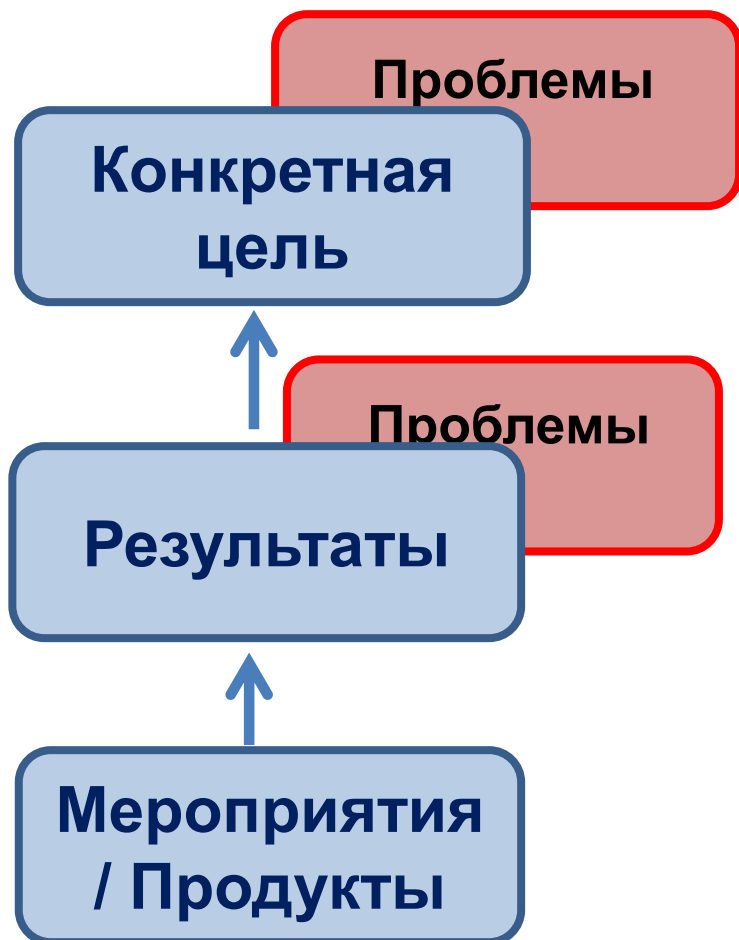 Проблемы
Конкретная
цель
Проблемы
Результаты
Мероприятия
/ Продукты